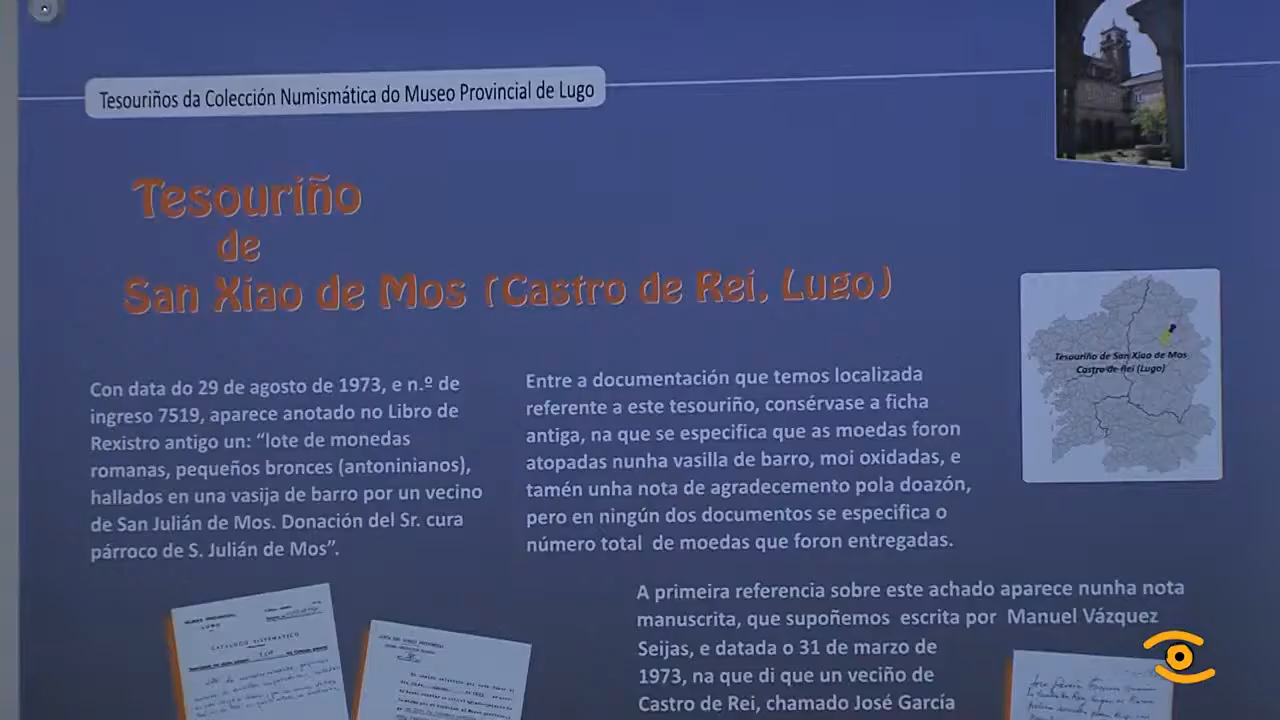 Tesouriños da Colección Numismática do Museo Provincial de Lugo
Tesouriño
de
San Xiao de Mos (Castro de Rei, Lugo)
Con data do 29 de agosto de 1973, e n.º de
ingreso 7519, aparece anotado no Libro de
Rexistro antigo un: “lote de monedas
romanas, pequeños bronces (antoninianos),
hallados en una vasija de barro por un vecino
de San Julián de Mos. Donación del Sr. cura
párroco de S. Julián de Mos”.
Entre a documentación que temos localizada
referente a este tesouriño, consérvase a ficha
antiga, na que se especifica que as moedas foron
atopadas nunha vasilla de barro, moi oxidadas, e
tamén unha nota de agradecemento pola doazón,
pero en ningún dos documentos se especifica o
número total de moedas que foron entregadas.
Tesouriño de San Xiao de Mos
Castro de Rei (Lugo)
A primeira referencia sobre este achado aparece nunha nota
manuscrita, que supoñemos escrita por Manuel Vázquez
Seijas, e datada o 31 de marzo de
1973, na que di que un veciño de
Castro de Rei, chamado José García
CATALOGO SISTEMATICO